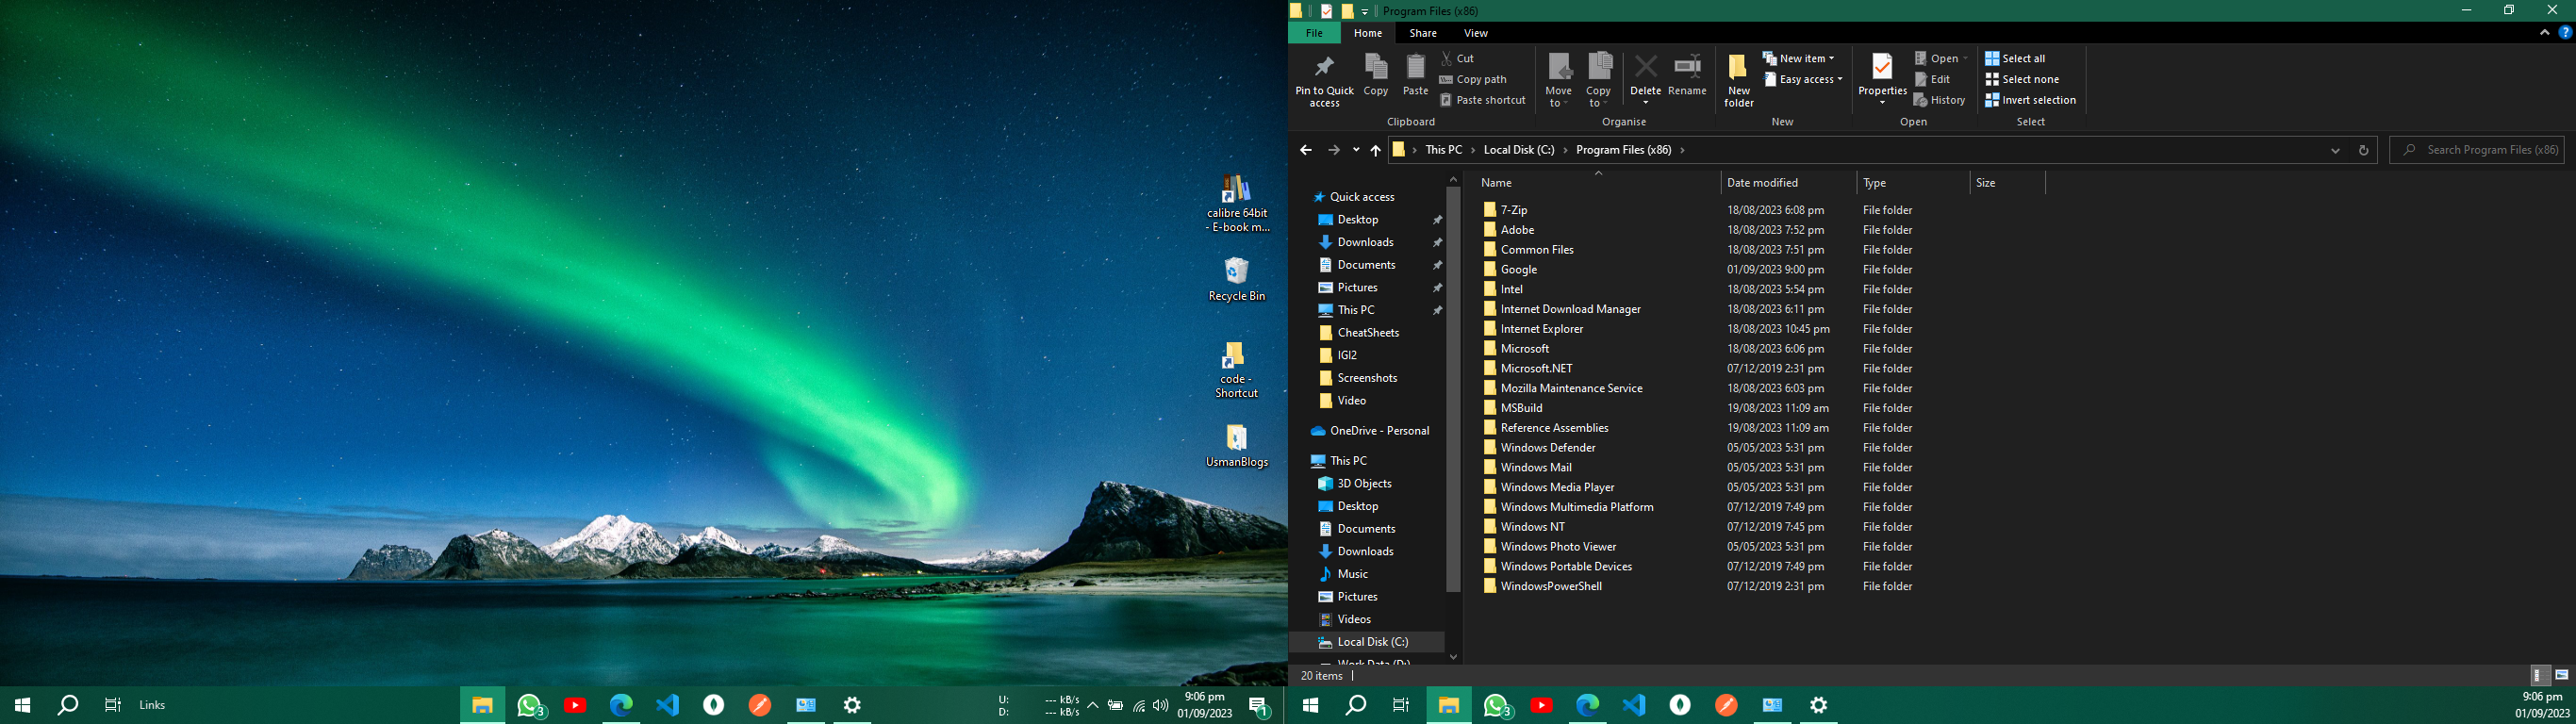 calibre 64bit
- E-book m...
Recycle Bin
code -
Shortcut
UsmanBlogs
Links
3
U: --- kB/s
D: --- kB/s
9:06 pm
01/09/2023
1
Program Files (x86)
File Home Share View
Pin to Quick
access
Copy
Paste
Cut
Copy path
Paste shortcut
Clipboard
Move
to
Copy
to
Delete
Rename
Organise
New
folder
New item
Easy access
New
Properties
Open
Edit
History
Open
Select all
Select none
Invert selection
Select
This PC > Local Disk (C:) > Program Files (x86) >
Search Program Files (x86)
Quick access
Desktop
Downloads
Documents
Pictures
This PC
CheatSheets
IGI2
Screenshots
Video
OneDrive - Personal
This PC
3D Objects
Desktop
Documents
Downloads
Music
Pictures
Videos
Local Disk (C:)
Work Data (D:)
Name Date modified Type Size
7-Zip 18/08/2023 6:08 pm File folder
Adobe 18/08/2023 7:52 pm File folder
Common Files 18/08/2023 7:51 pm File folder
Google 01/09/2023 9:00 pm File folder
Intel 18/08/2023 5:54 pm File folder
Internet Download Manager 18/08/2023 6:11 pm File folder
Internet Explorer 18/08/2023 10:45 pm File folder
Microsoft 18/08/2023 6:06 pm File folder
Microsoft.NET 07/12/2019 2:31 pm File folder
Mozilla Maintenance Service 18/08/2023 6:03 pm File folder
MSBuild 19/08/2023 11:09 am File folder
Reference Assemblies 19/08/2023 11:09 am File folder
Windows Defender 05/05/2023 5:31 pm File folder
Windows Mail 05/05/2023 5:31 pm File folder
Windows Media Player 05/05/2023 5:31 pm File folder
Windows Multimedia Platform 07/12/2019 7:49 pm File folder
Windows NT 07/12/2019 7:45 pm File folder
Windows Photo Viewer 05/05/2023 5:31 pm File folder
Windows Portable Devices 07/12/2019 7:49 pm File folder
WindowsPowerShell 07/12/2019 2:31 pm File folder
20 items
3
9:06 pm
01/09/2023